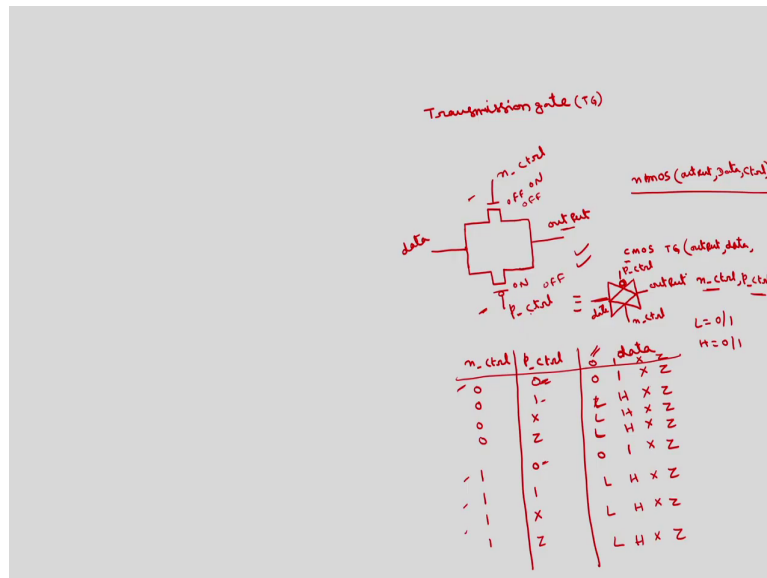 Transmission gate (TG)
n_ctrl
OFF ON
OFF
nmos (output, Data, Ctrl)
output
data
cmos TG (output, data,
n_ctrl, p_ctrl
ON OFF
p_ctrl
=
p_ctrl
output
data
n_ctrl
L = 0/1
H = 0/1
n_ctrl p_ctrl data
0 1 X Z
0 0 0 1 X Z
0 1 L H X Z
0 X L H X Z
0 Z L H X Z
1 0 0 1 X Z
1 1 L H X Z
1 X L H X Z
1 Z L H X Z